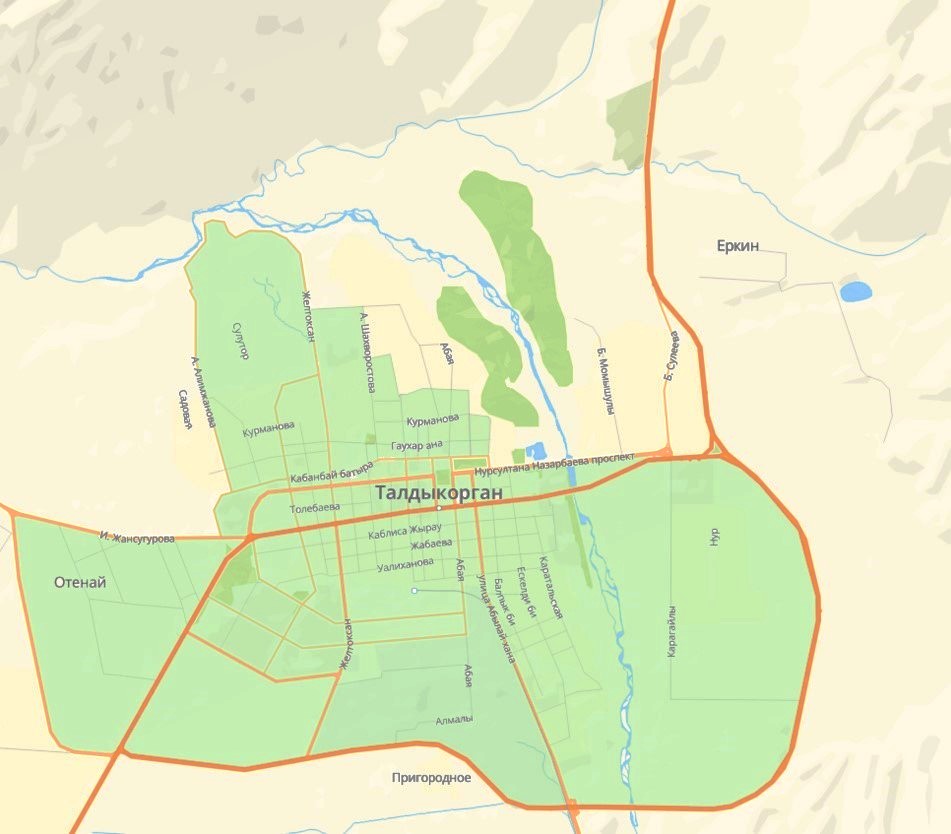 Еркин
Желтоксан
А. Шахворостова
Сулутор
Абая
Б. Момышулы
Б. Сулеева
А. Алимжанова
Садовая
Курманова
Курманова
Гаухар ана
Кабанбай батыра
Нурсултана Назарбаева проспект
Талдыкорган
Толебаева
Каблиса Жырау
И. Жансугурова
Жабаева
Нур
Уалиханова
Абая
Отенай
Каратальская
Ескелди би
Балпык би
улица Абылай хана
Карагайлы
Желтоксан
Абая
Алмалы
Пригородное